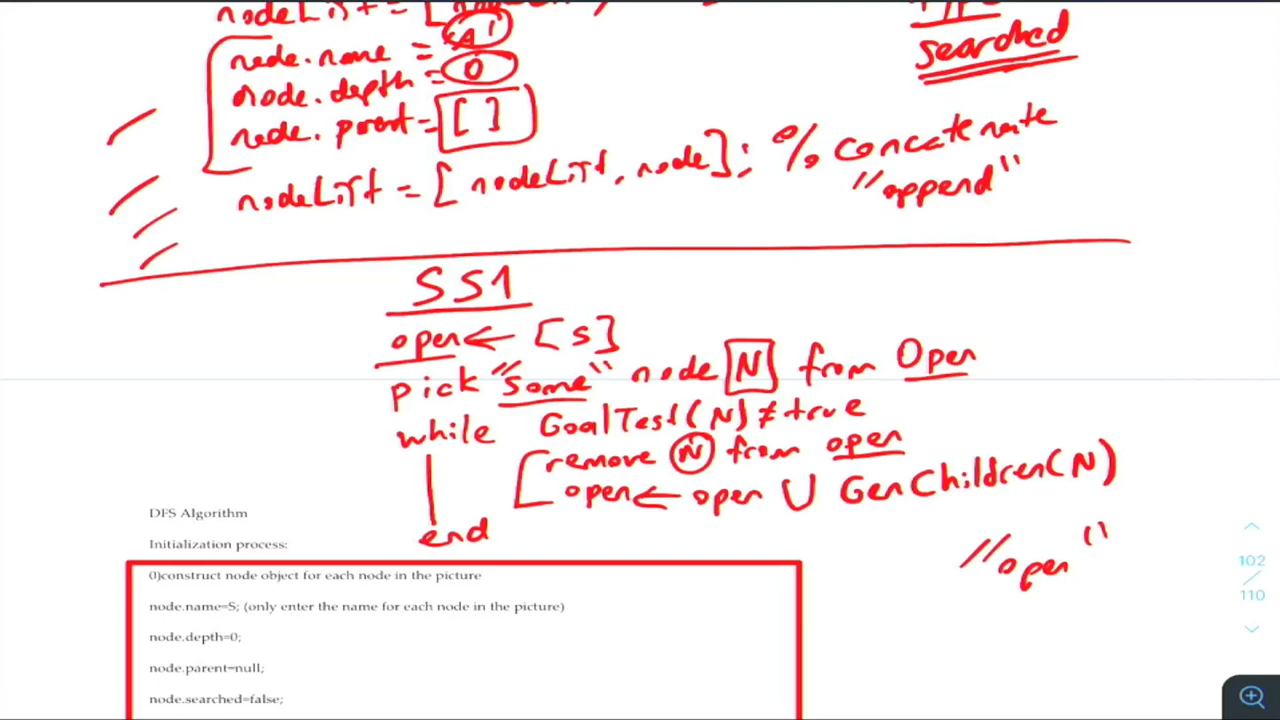 nodeList = [
node.name = 'A'
node.depth = 0
node.parent = [ ]
searched
nodeList = [ nodeList, node]; % concatenate
"append"
SS1
open ← [s]
pick "some" node N from Open
while GoalTest(N) ≠ true
remove N from open
open ← open ∪ GenChildren(N)
end
"open"
DFS Algorithm
Initialization process:
0)construct node object for each node in the picture
node.name=S; (only enter the name for each node in the picture)
node.depth=0;
node.parent=null;
node.searched=false;
102
/
110